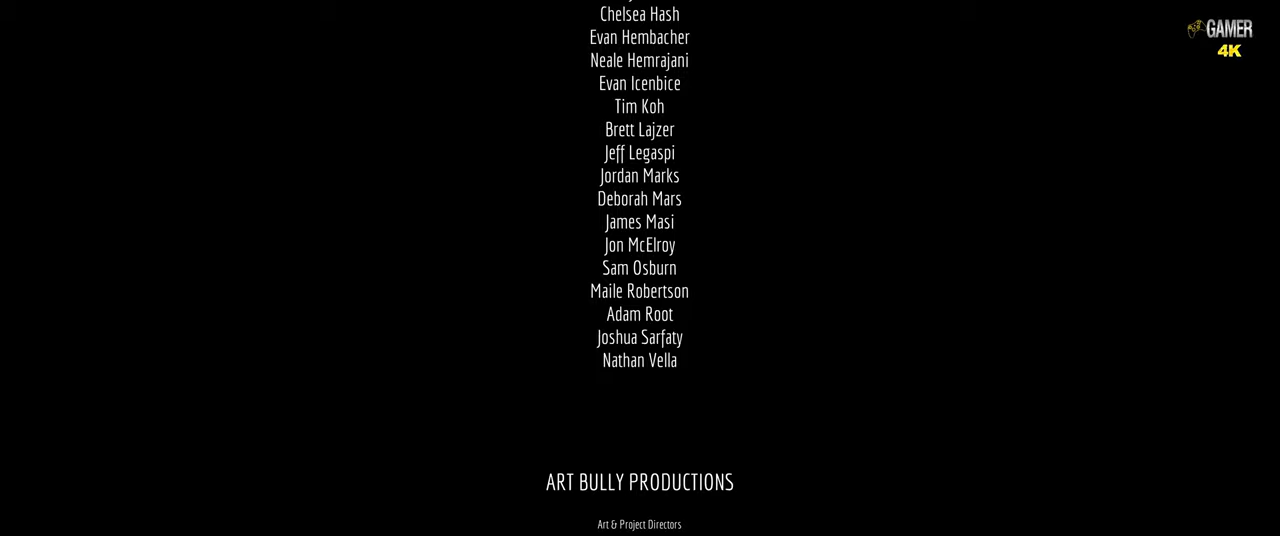 Chelsea Hash
GAMER
4K
Evan Hembacher
Neale Hemrajani
Evan Icenbice
Tim Koh
Brett Lajzer
Jeff Legaspi
Jordan Marks
Deborah Mars
James Masi
Jon McElroy
Sam Osburn
Maile Robertson
Adam Root
Joshua Sarfaty
Nathan Vella
ART BULLY PRODUCTIONS
Art & Project Directors